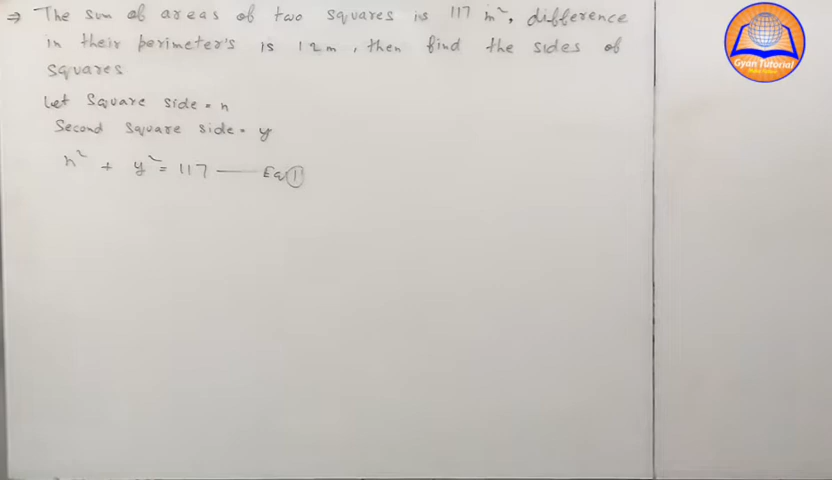 ⇒ The sum of areas of two squares is 117 m², difference
in their perimeter's is 12m, then find the sides of
squares
Let Square side = x
Second Square side = y
x² + y² = 117 —— Eq ①
Gyan Tutorial